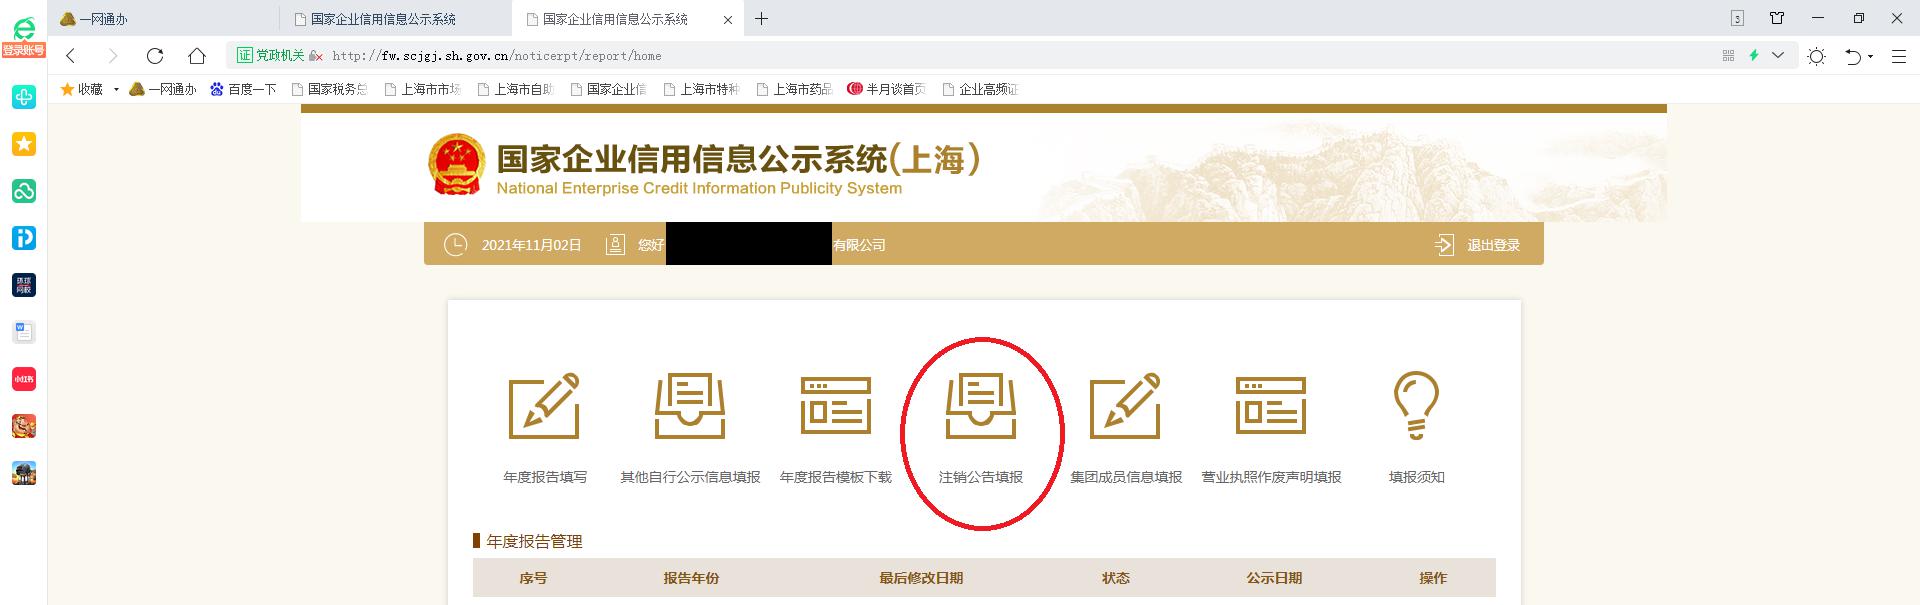 一网通办
国家企业信用信息公示系统
国家企业信用信息公示系统
3
登录账号
证 党政机关 http://fw.scjgj.sh.gov.cn/noticerpt/report/home
收藏 一网通办 百度一下 国家税务总 上海市市场 上海市自助 国家企业信 上海市特种 上海市药品 半月谈首页 企业高频证
国家企业信用信息公示系统(上海)
National Enterprise Credit Information Publicity System
2021年11月02日 您好 有限公司 退出登录
环球
网校
小红书
年度报告填写 其他自行公示信息填报 年度报告模板下载 注销公告填报 集团成员信息填报 营业执照作废声明填报 填报须知
年度报告管理
序号 报告年份 最后修改日期 状态 公示日期 操作